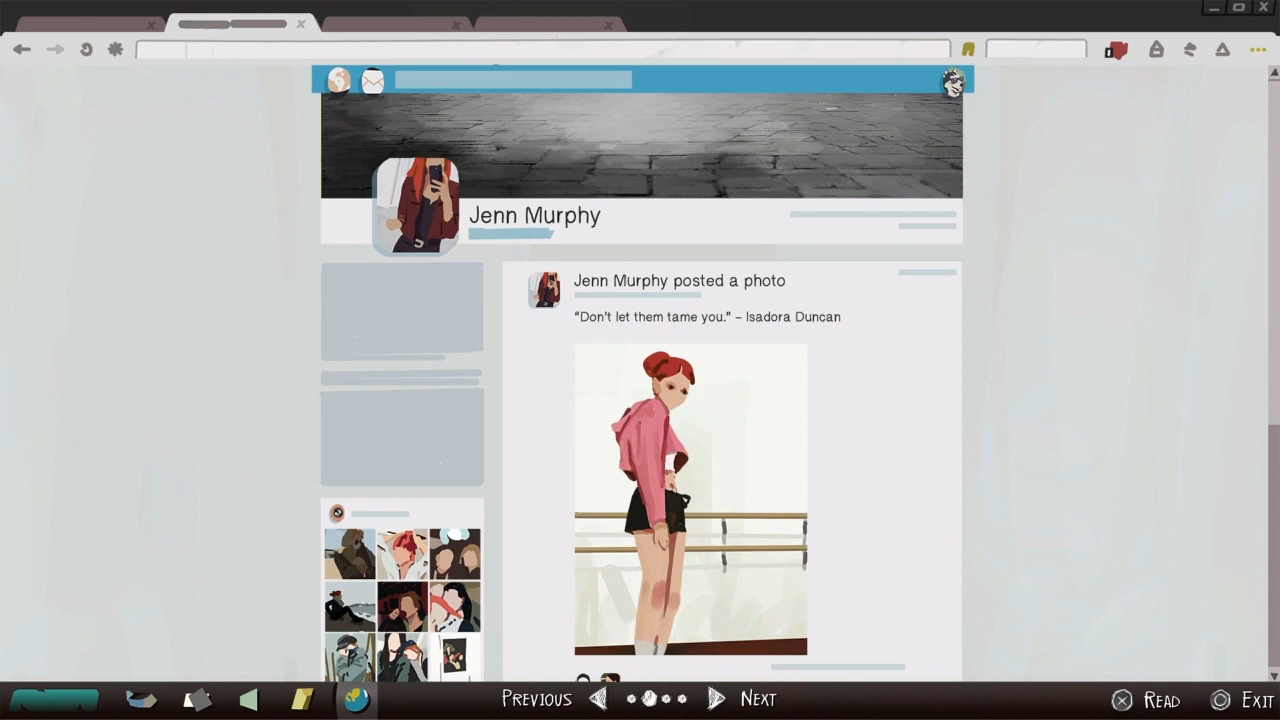 Jenn Murphy
Jenn Murphy posted a photo
“Don’t let them tame you.” – Isadora Duncan
Previous Next Read Exit